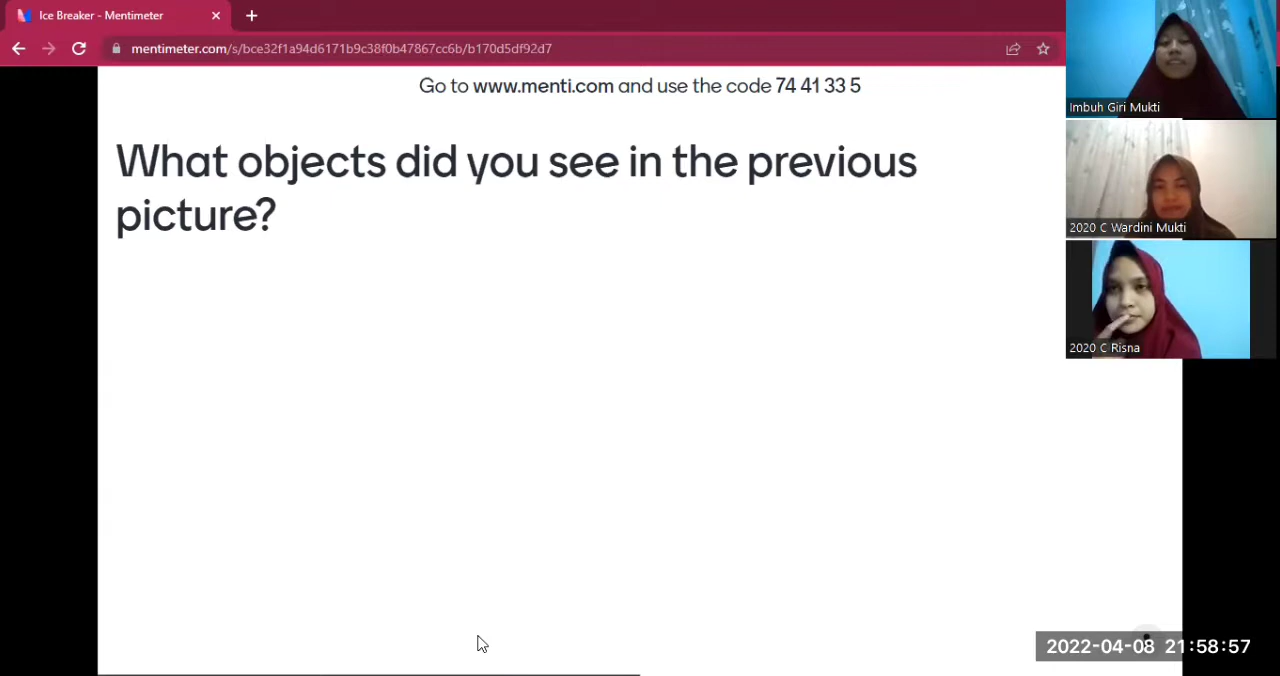 Ice Breaker - Mentimeter
mentimeter.com/s/bce32f1a94d6171b9c38f0b47867cc6b/b170d5df92d7
Go to www.menti.com and use the code 74 41 33 5
What objects did you see in the previous
picture?
Imbuh Giri Mukti
2020 C Wardini Mukti
2020 C Risna
2022-04-08 21:58:57